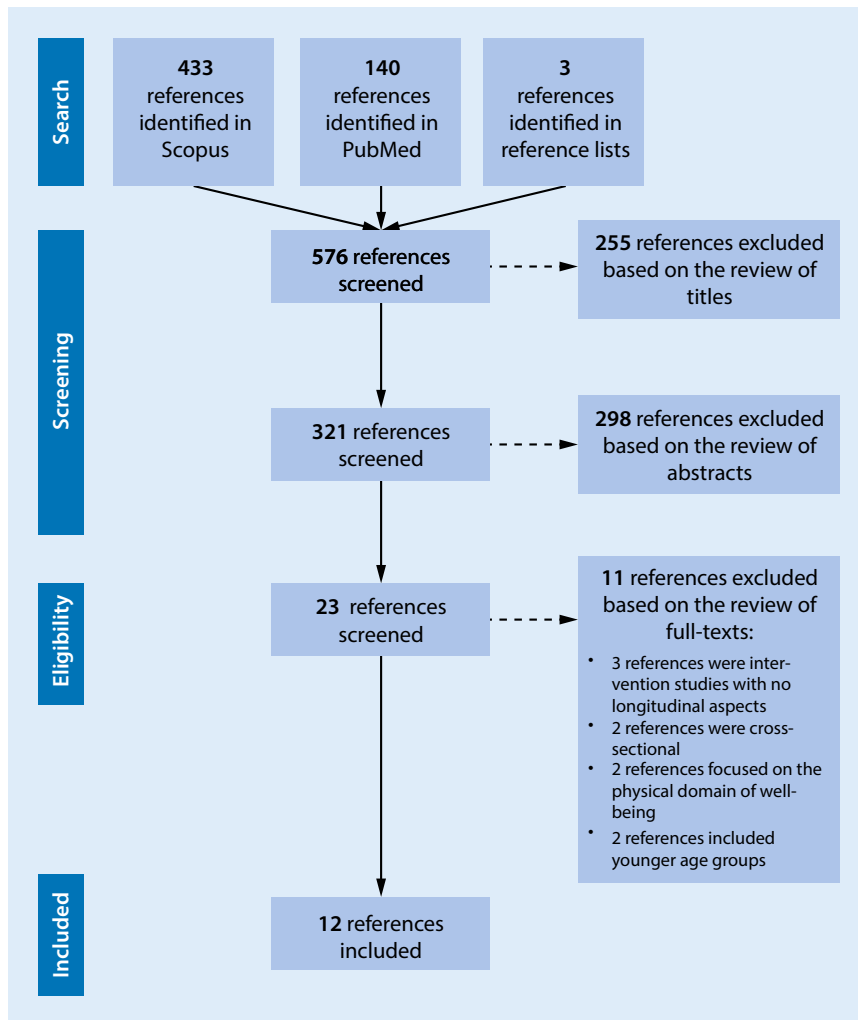 Search
433
references
identified in
Scopus
140
references
identified in
PubMed
3
references
identified in
reference lists
Screening
576 references
screened
255 references excluded
based on the review of
titles
321 references
screened
298 references excluded
based on the review of
abstracts
Eligibility
23 references
screened
11 references excluded
based on the review of
full-texts:
• 3 references were inter-
vention studies with no
longitudinal aspects
• 2 references were cross-
sectional
• 2 references focused on the
physical domain of well-
being
• 2 references included
younger age groups
Included
12 references
included